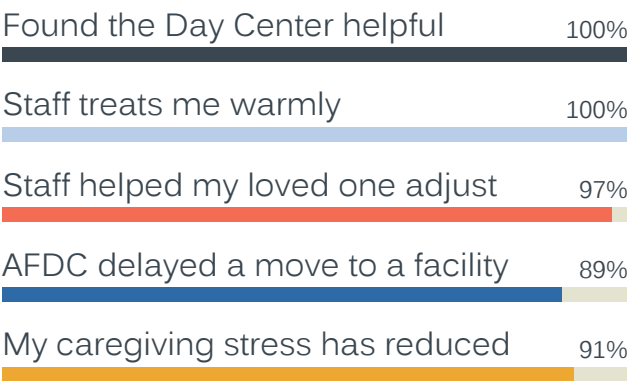 Found the Day Center helpful 100%
Staff treats me warmly 100%
Staff helped my loved one adjust 97%
AFDC delayed a move to a facility 89%
My caregiving stress has reduced 91%